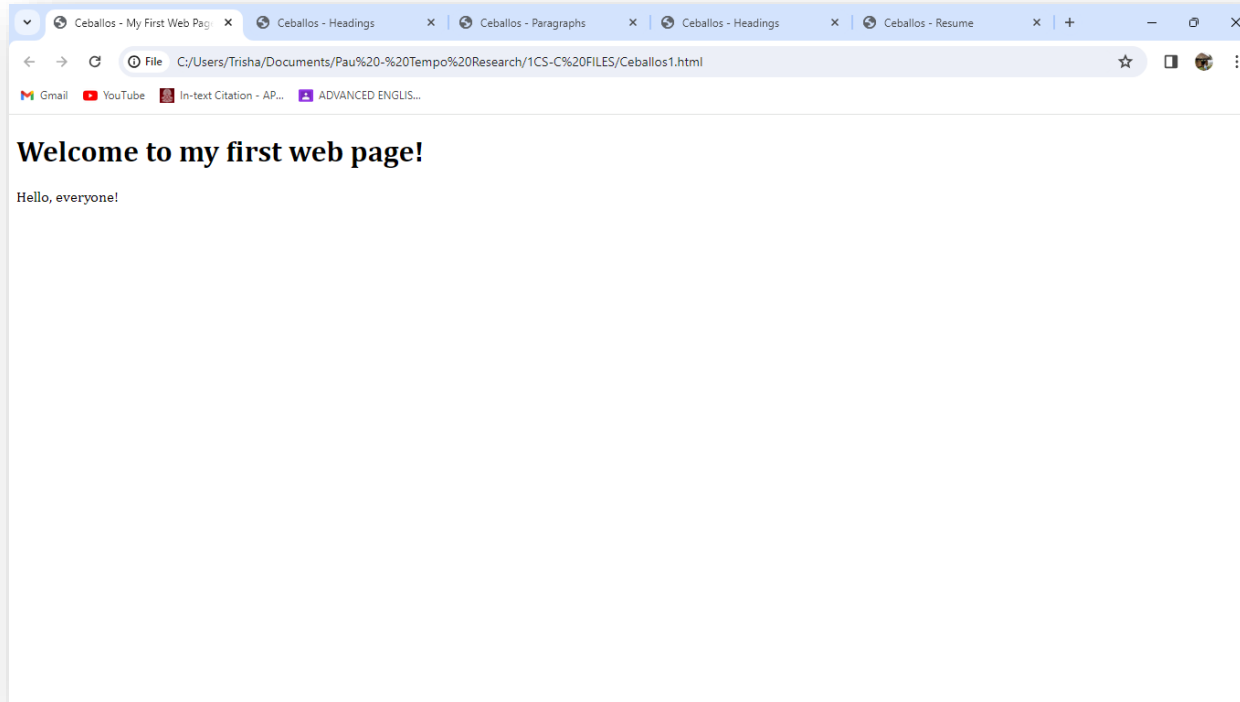 Ceballos - My First Web Pag Ceballos - Headings Ceballos - Paragraphs Ceballos - Headings Ceballos - Resume
File C:/Users/Trisha/Documents/Pau%20-%20Tempo%20Research/1CS-C%20FILES/Ceballos1.html
Gmail YouTube In-text Citation - AP... ADVANCED ENGLIS...
Welcome to my first web page!
Hello, everyone!